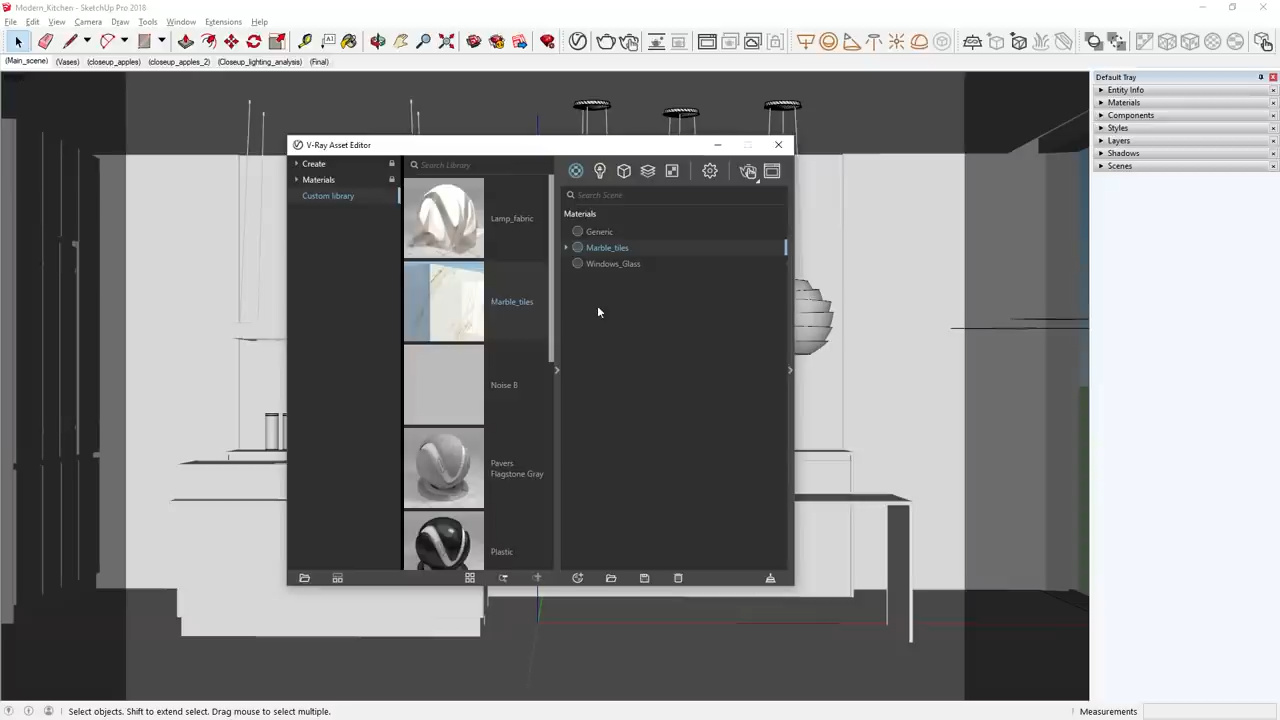 Modern_Kitchen - SketchUp Pro 2018
File Edit View Camera Draw Tools Window Extensions Help
(Main_scene) (Vases) (closeup_apples) (closeup_apples_2) (Closeup_lighting_analysis) (Final)
Default Tray
Entity Info
Materials
Components
Styles
Layers
Shadows
Scenes
V-Ray Asset Editor
Create
Materials
Custom library
Search Library
Lamp_fabric
Marble_tiles
Noise B
Pavers
Flagstone Gray
Plastic
Search Scene
Materials
Generic
Marble_tiles
Windows_Glass
Select objects. Shift to extend select. Drag mouse to select multiple.
Measurements